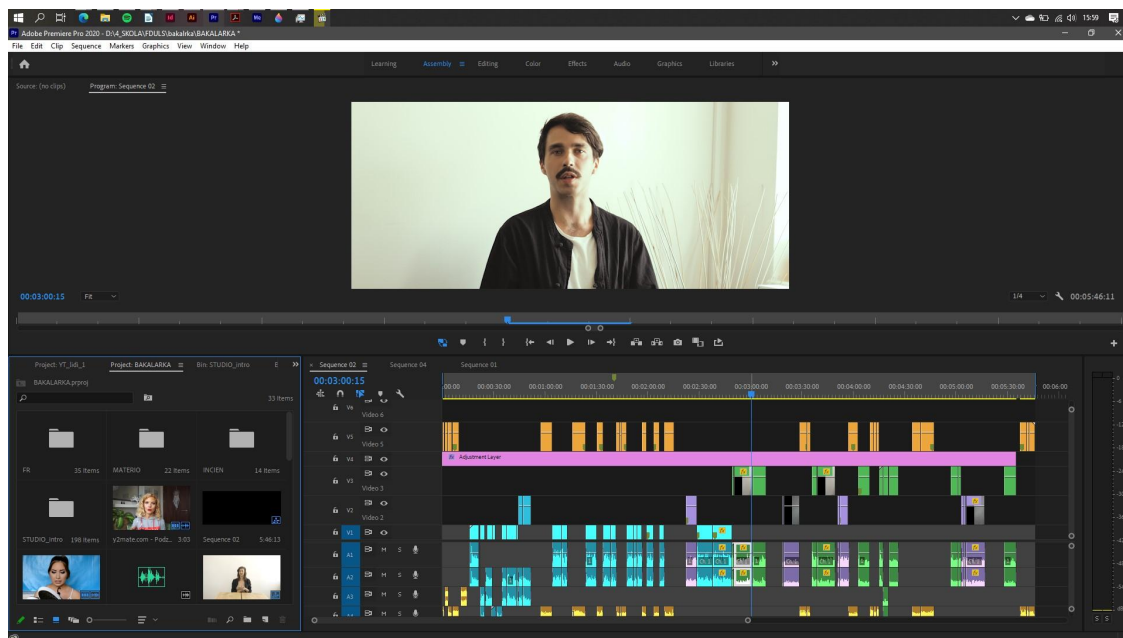 15:59
Adobe Premiere Pro 2020 - D:\4_SKOLA\FDULS\bakalrka\BAKALARKA *
File Edit Clip Sequence Markers Graphics View Window Help
Learning Assembly Editing Color Effects Audio Graphics Libraries
Source: (no clips) Program: Sequence 02
00:03:00:15 Fit 1/4 00:05:46:11
Project: YT_lidi_1 Project: BAKALARKA Bin: STUDIO_intro E
BAKALARKA.prproj
33 Items
FR 35 Items MATERIO 22 Items INCIEN 14 Items
STUDIO_intro 198 Items y2mate.com - Podz... 3:03 Sequence 02 5:46:13
Sequence 02 Sequence 04 Sequence 01
00:03:00:15
:00:00 00:00:30:00 00:01:00:00 00:01:30:00 00:02:00:00 00:02:30:00 00:03:00:00 00:03:30:00 00:04:00:00 00:04:30:00 00:05:00:00 00:05:30:00 00:06:00
V6 Video 6
V5 Video 5
V4 Adjustment Layer
V3 Video 3
V2 Video 2
V1
A1 M S
A2 M S
A3 M S
M S
S S